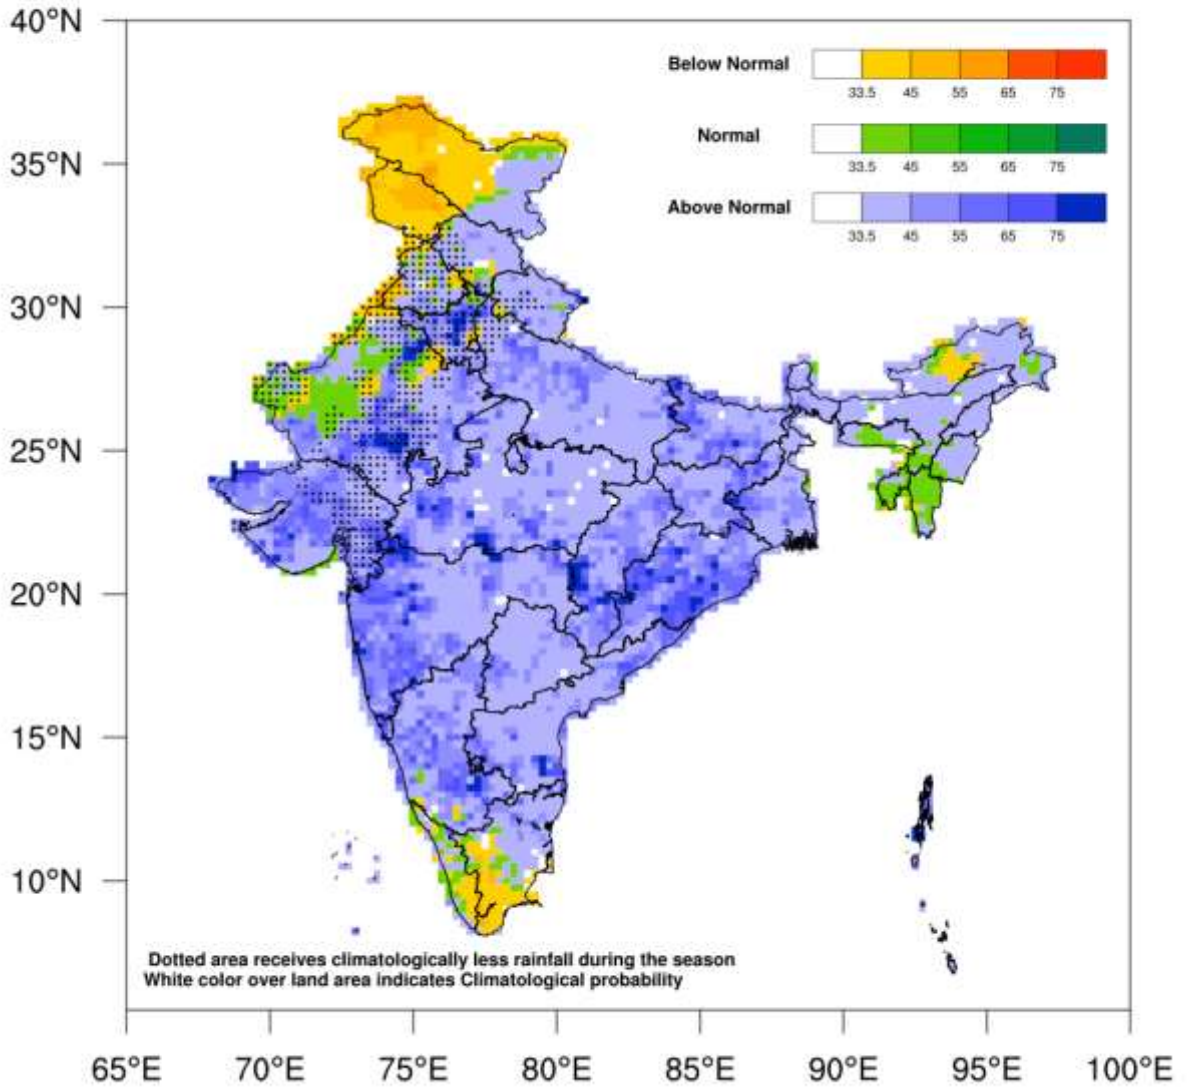 40°N
Below Normal
33.5 45 55 65 75
Normal
35°N
33.5 45 55 65 75
Above Normal
33.5 45 55 65 75
30°N
25°N
20°N
15°N
10°N
Dotted area receives climatologically less rainfall during the season
White color over land area indicates Climatological probability
65°E 70°E 75°E 80°E 85°E 90°E 95°E 100°E